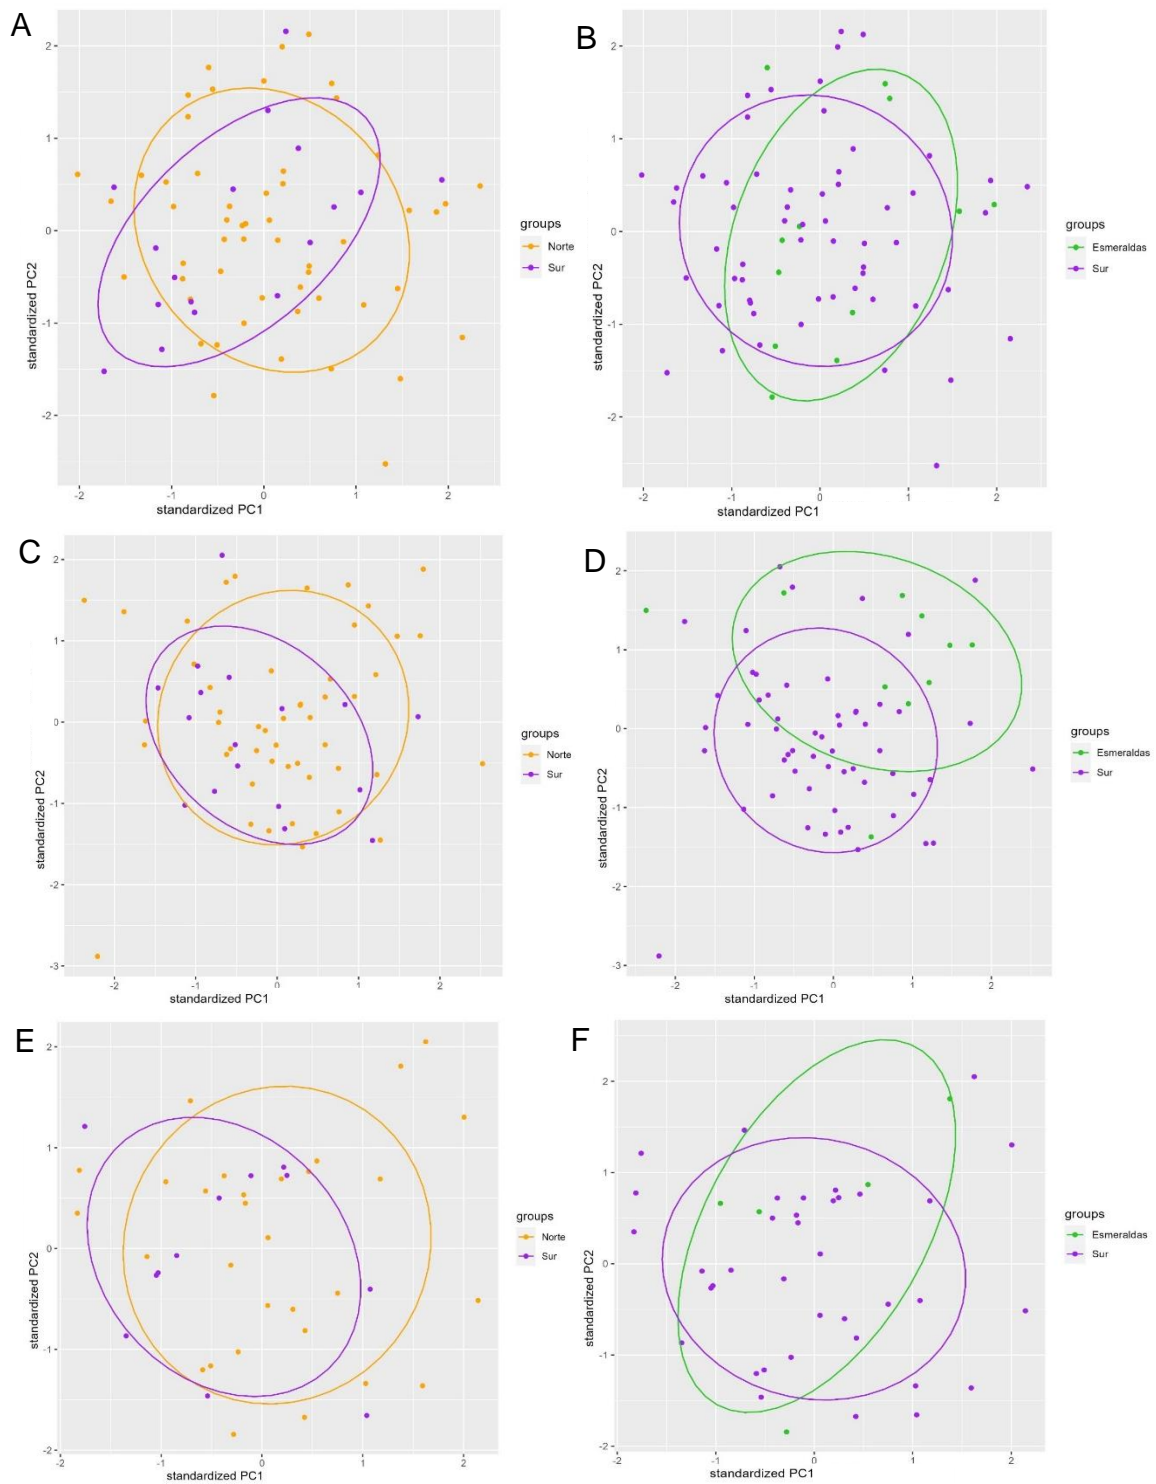 A
2
1
0
-1
-2
standardized PC2
-2
-1
0
1
2
standardized PC1
groups
Norte
Sur
B
2
1
0
-1
-2
standardized PC2
-2
-1
0
1
2
standardized PC1
groups
Esmeraldas
Sur
C
2
1
0
-1
-2
-3
standardized PC2
-2
-1
0
1
2
standardized PC1
groups
Norte
Sur
D
2
1
0
-1
-2
-3
standardized PC2
-2
-1
0
1
2
standardized PC1
groups
Esmeraldas
Sur
E
2
1
0
-1
-2
standardized PC2
-2
-1
0
1
2
standardized PC1
groups
Norte
Sur
F
2
1
0
-1
-2
standardized PC2
-2
-1
0
1
2
standardized PC1
groups
Esmeraldas
Sur